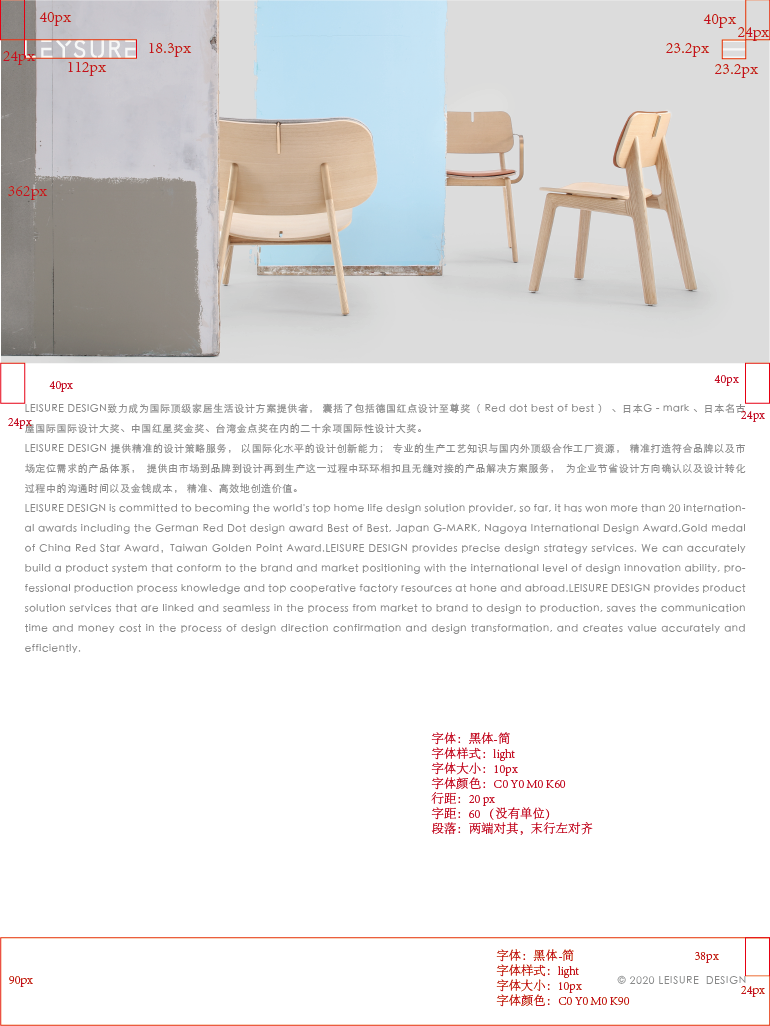 40px
40px
24px
LEYSURE
18.3px
23.2px
24px
112px
23.2px
362px
40px
40px
24px
24px
LEISURE DESIGN致力成为国际顶级家居生活设计方案提供者， 囊括了包括德国红点设计至尊奖（ Red dot best of best ） 、日本G - mark 、日本名古
屋国际国际设计大奖、中国红星奖金奖、台湾金点奖在内的二十余项国际性设计大奖。
LEISURE DESIGN 提供精准的设计策略服务， 以国际化水平的设计创新能力； 专业的生产工艺知识与国内外顶级合作工厂资源， 精准打造符合品牌以及市
场定位需求的产品体系， 提供由市场到品牌到设计再到生产这一过程中环环相扣且无缝对接的产品解决方案服务， 为企业节省设计方向确认以及设计转化
过程中的沟通时间以及金钱成本， 精准、高效地创造价值。
LEISURE DESIGN is committed to becoming the world's top home life design solution provider, so far, it has won more than 20 internation-
al awards including the German Red Dot design award Best of Best, Japan G-MARK, Nagoya International Design Award.Gold medal
of China Red Star Award, Taiwan Golden Point Award.LEISURE DESIGN provides precise design strategy services. We can accurately
build a product system that conform to the brand and market positioning with the international level of design innovation ability, pro-
fessional production process knowledge and top cooperative factory resources at hone and abroad.LEISURE DESIGN provides product
solution services that are linked and seamless in the process from market to brand to design to production, saves the communication
time and money cost in the process of design direction confirmation and design transformation, and creates value accurately and
efficiently.
字体：黑体-简
字体样式：light
字体大小：10px
字体颜色：C0 Y0 M0 K60
行距：20 px
字距：60 （没有单位）
段落：两端对其，末行左对齐
字体：黑体-简
字体样式：light
字体大小：10px
字体颜色：C0 Y0 M0 K90
38px
90px
© 2020 LEISURE DESIGN
24px